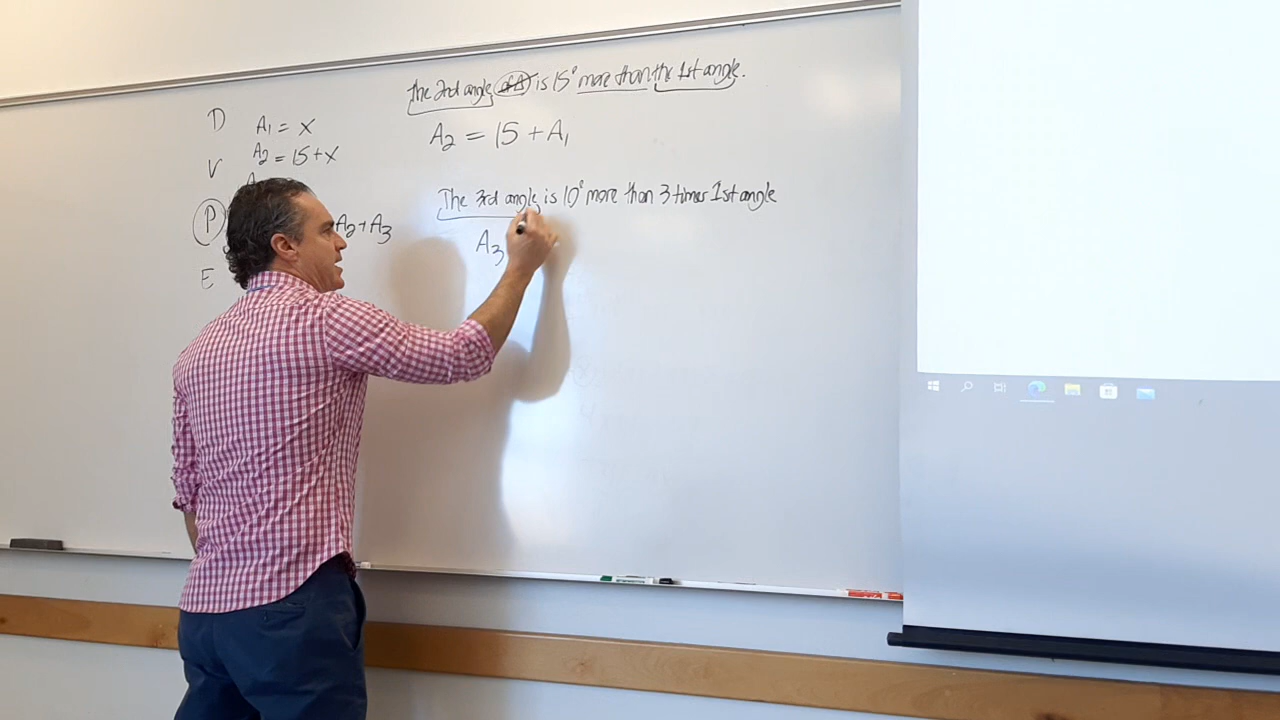 The 2nd angle is 15° more than the 1st angle.
A₂ = 15 + A₁
The 3rd angle is 10° more than 3 times 1st angle
A₃
D
A₁ = x
V
A₂ = 15 + x
P
A₂ + A₃
E